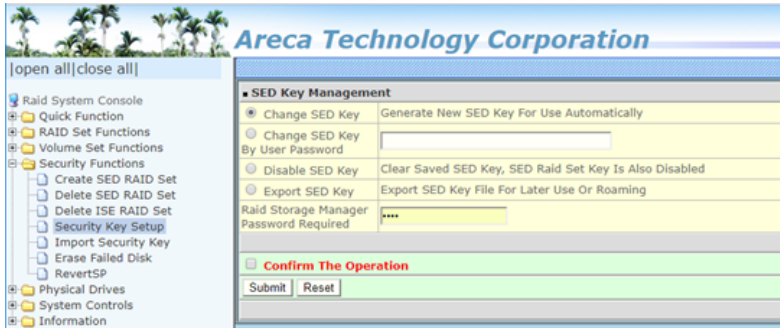 Areca Technology Corporation
|open all|close all|
Raid System Console
Quick Function
RAID Set Functions
Volume Set Functions
Security Functions
Create SED RAID Set
Delete SED RAID Set
Delete ISE RAID Set
Security Key Setup
Import Security Key
Erase Failed Disk
RevertSP
Physical Drives
System Controls
Information
▪ SED Key Management
Change SED Key Generate New SED Key For Use Automatically
Change SED Key
By User Password
Disable SED Key Clear Saved SED Key, SED Raid Set Key Is Also Disabled
Export SED Key Export SED Key File For Later Use Or Roaming
Raid Storage Manager
Password Required ••••
Confirm The Operation
Submit Reset